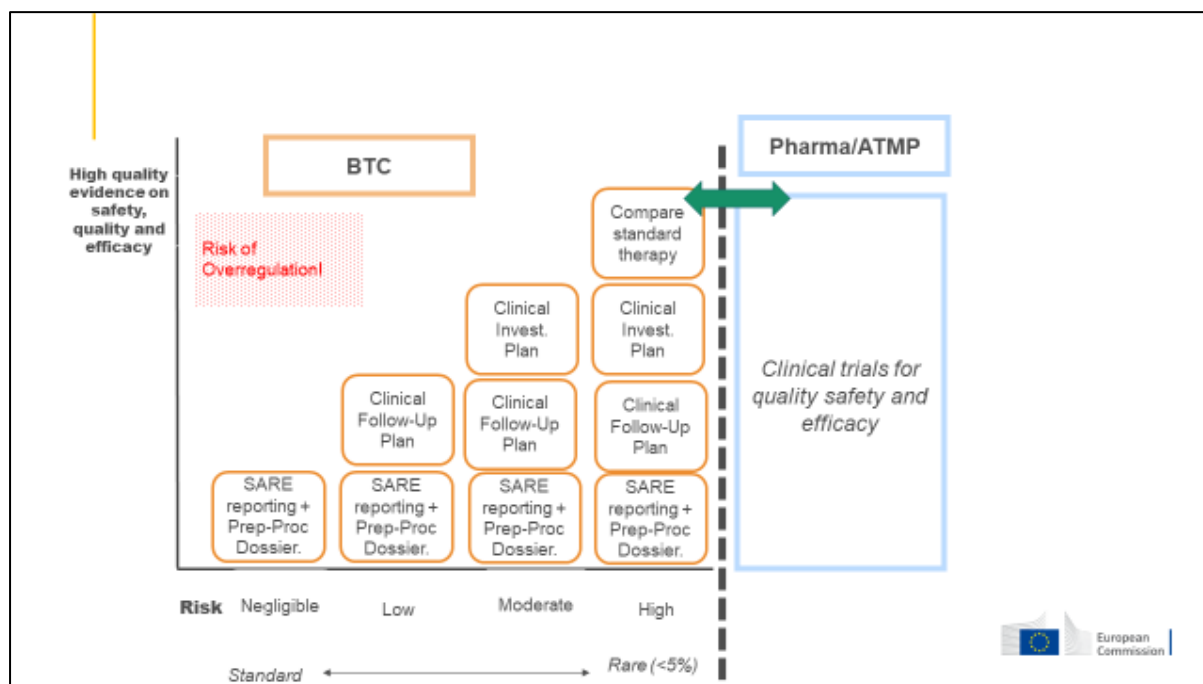 High quality
evidence on
safety,
quality and
efficacy
BTC
Pharma/ATMP
Risk of
Overregulation!
Compare
standard
therapy
Clinical
Invest.
Plan
Clinical
Invest.
Plan
Clinical
Follow-Up
Plan
Clinical
Follow-Up
Plan
Clinical
Follow-Up
Plan
SARE
reporting +
Prep-Proc
Dossier.
SARE
reporting +
Prep-Proc
Dossier.
SARE
reporting +
Prep-Proc
Dossier.
SARE
reporting +
Prep-Proc
Dossier.
Clinical trials for
quality safety and
efficacy
Risk Negligible Low Moderate High
Standard Rare (<5%)
European
Commission